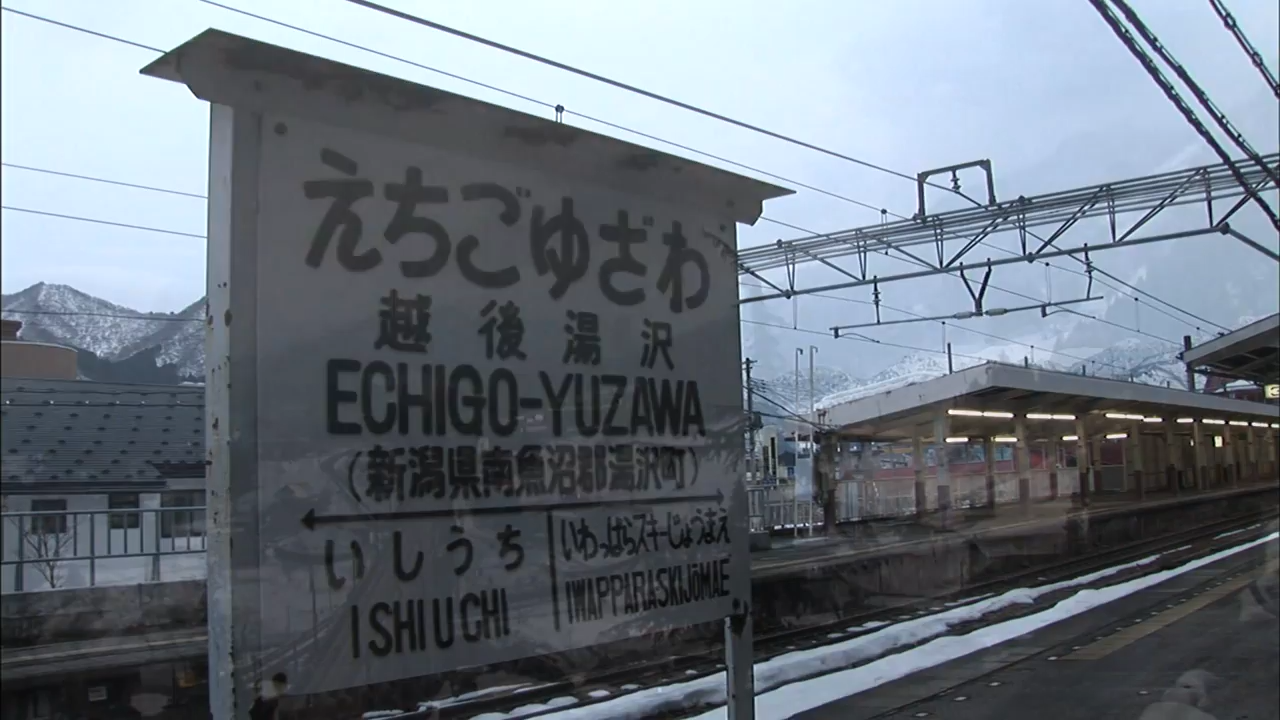 えちごゆざわ
越後湯沢
ECHIGO-YUZAWA
(新潟県南魚沼郡湯沢町)
いしうち
ISHIUCHI
いわっぱらスキーじょうまえ
IWAPPARASKIJŌMAE